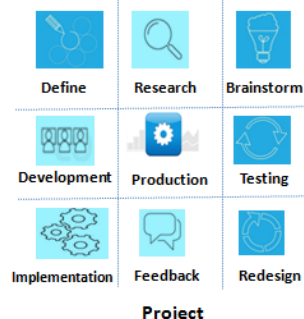 Define Research Brainstorm
Development Production Testing
Implementation Feedback Redesign
Project